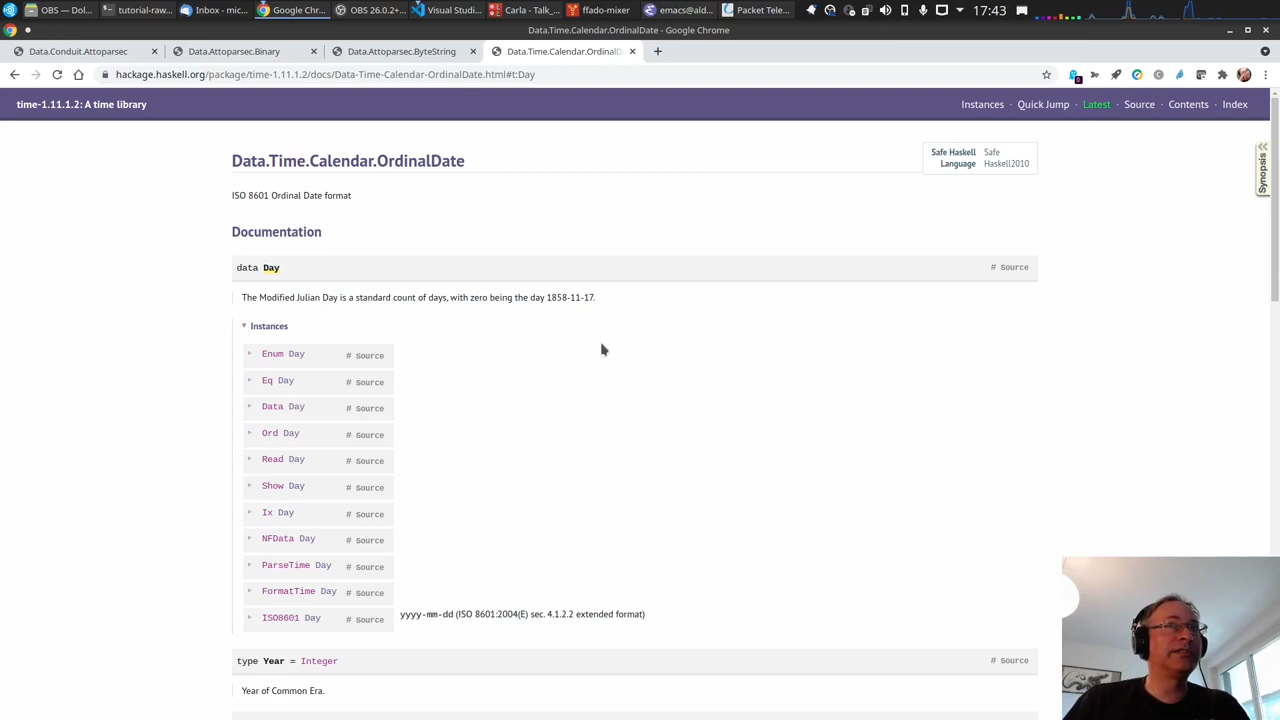 OBS — Dol...
tutorial-raw...
Inbox - mic...
Google Chr...
OBS 26.0.2+...
Visual Studi...
Carla - Talk_...
ffado-mixer
emacs@ald...
Packet Tele...
17:43
Data.Time.Calendar.OrdinalDate - Google Chrome
Data.Conduit.Attoparsec
Data.Attoparsec.Binary
Data.Attoparsec.ByteString
Data.Time.Calendar.OrdinalD
hackage.haskell.org/package/time-1.11.1.2/docs/Data-Time-Calendar-OrdinalDate.html#t:Day
time-1.11.1.2: A time library
Instances · Quick Jump · Latest · Source · Contents · Index
Data.Time.Calendar.OrdinalDate
Safe Haskell Safe
Language Haskell2010
Synopsis
ISO 8601 Ordinal Date format
Documentation
data Day # Source
The Modified Julian Day is a standard count of days, with zero being the day 1858-11-17.
Instances
Enum Day # Source
Eq Day # Source
Data Day # Source
Ord Day # Source
Read Day # Source
Show Day # Source
Ix Day # Source
NFData Day # Source
ParseTime Day # Source
FormatTime Day # Source
ISO8601 Day # Source yyyy-mm-dd (ISO 8601:2004(E) sec. 4.1.2.2 extended format)
type Year = Integer # Source
Year of Common Era.